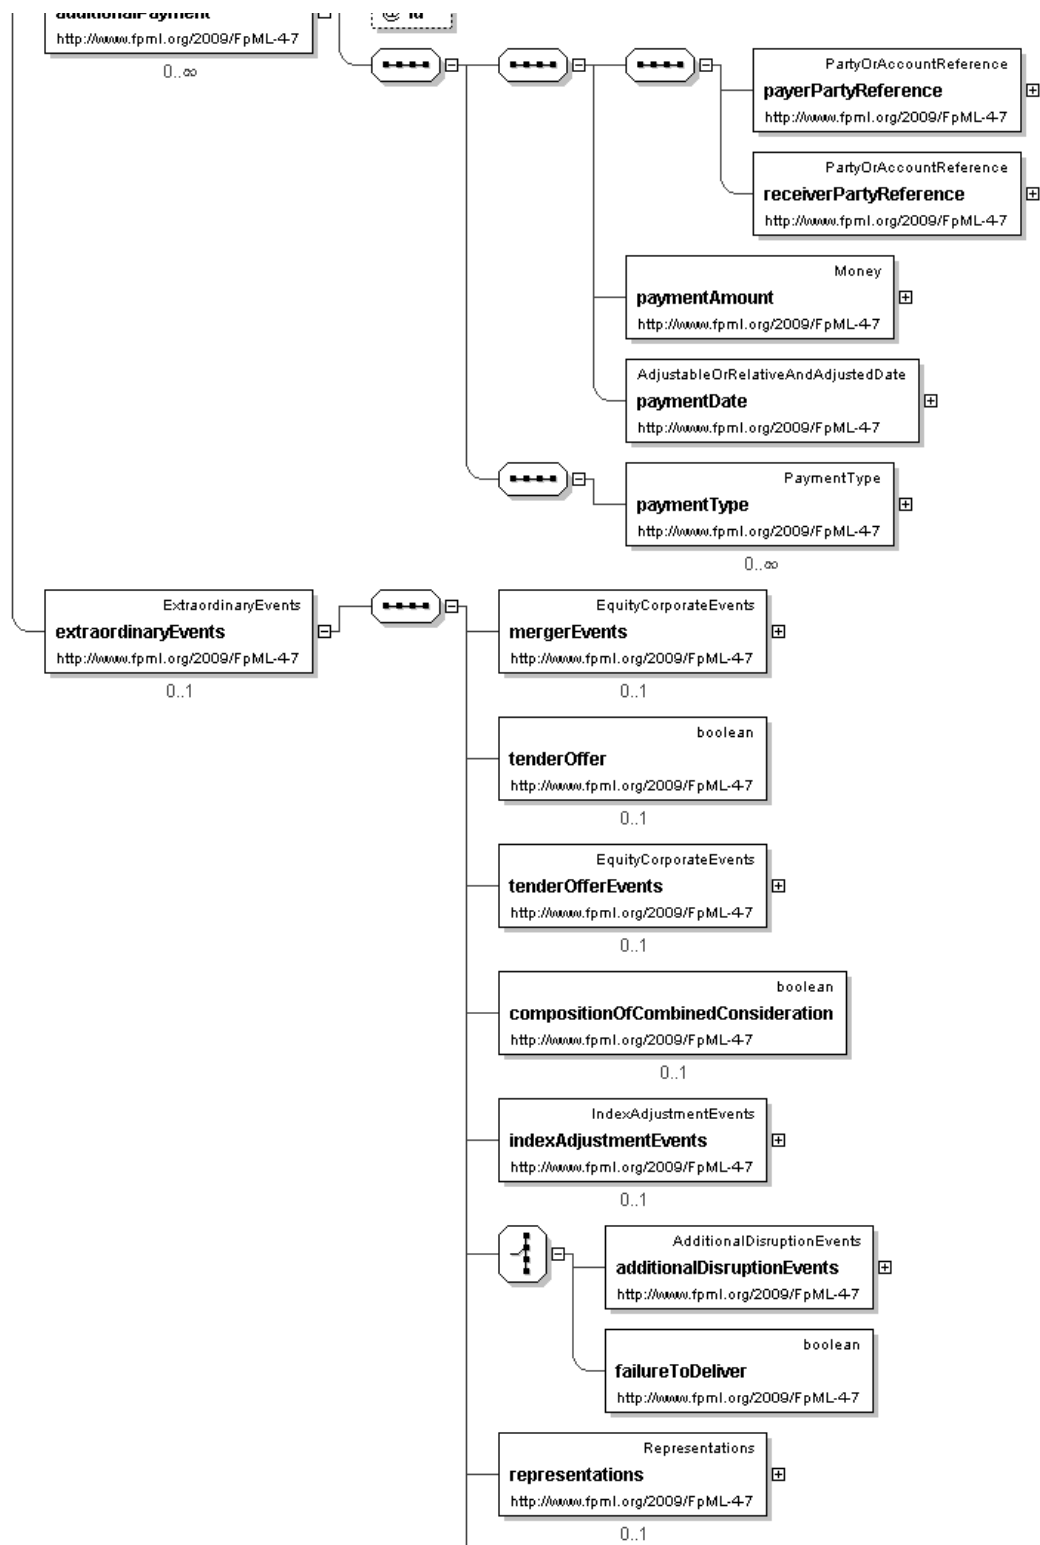 additionalPayment
@ id
http://www.fpml.org/2009/FpML-4-7
0..∞
PartyOrAccountReference
payerPartyReference
http://www.fpml.org/2009/FpML-4-7
PartyOrAccountReference
receiverPartyReference
http://www.fpml.org/2009/FpML-4-7
Money
paymentAmount
http://www.fpml.org/2009/FpML-4-7
AdjustableOrRelativeAndAdjustedDate
paymentDate
http://www.fpml.org/2009/FpML-4-7
PaymentType
paymentType
http://www.fpml.org/2009/FpML-4-7
0..∞
ExtraordinaryEvents
extraordinaryEvents
http://www.fpml.org/2009/FpML-4-7
0..1
EquityCorporateEvents
mergerEvents
http://www.fpml.org/2009/FpML-4-7
0..1
boolean
tenderOffer
http://www.fpml.org/2009/FpML-4-7
0..1
EquityCorporateEvents
tenderOfferEvents
http://www.fpml.org/2009/FpML-4-7
0..1
boolean
compositionOfCombinedConsideration
http://www.fpml.org/2009/FpML-4-7
0..1
IndexAdjustmentEvents
indexAdjustmentEvents
http://www.fpml.org/2009/FpML-4-7
0..1
AdditionalDisruptionEvents
additionalDisruptionEvents
http://www.fpml.org/2009/FpML-4-7
boolean
failureToDeliver
http://www.fpml.org/2009/FpML-4-7
Representations
representations
http://www.fpml.org/2009/FpML-4-7
0..1